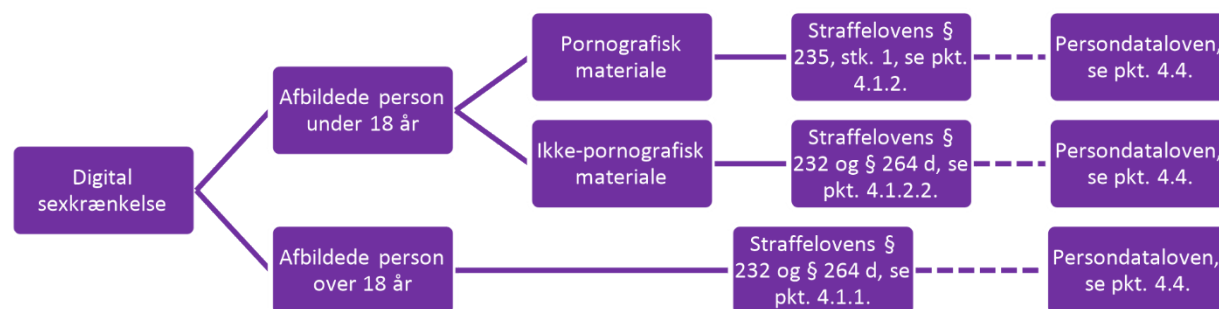 Pornografisk
materiale
Straffelovens §
235, stk. 1, se pkt.
4.1.2.
Persondataloven,
se pkt. 4.4.
Afbildede person
under 18 år
Ikke-pornografisk
materiale
Straffelovens §
232 og § 264 d, se
pkt. 4.1.2.2.
Persondataloven,
se pkt. 4.4.
Digital
sexkrænkelse
Afbildede person
over 18 år
Straffelovens §
232 og § 264 d, se
pkt. 4.1.1.
Persondataloven,
se pkt. 4.4.